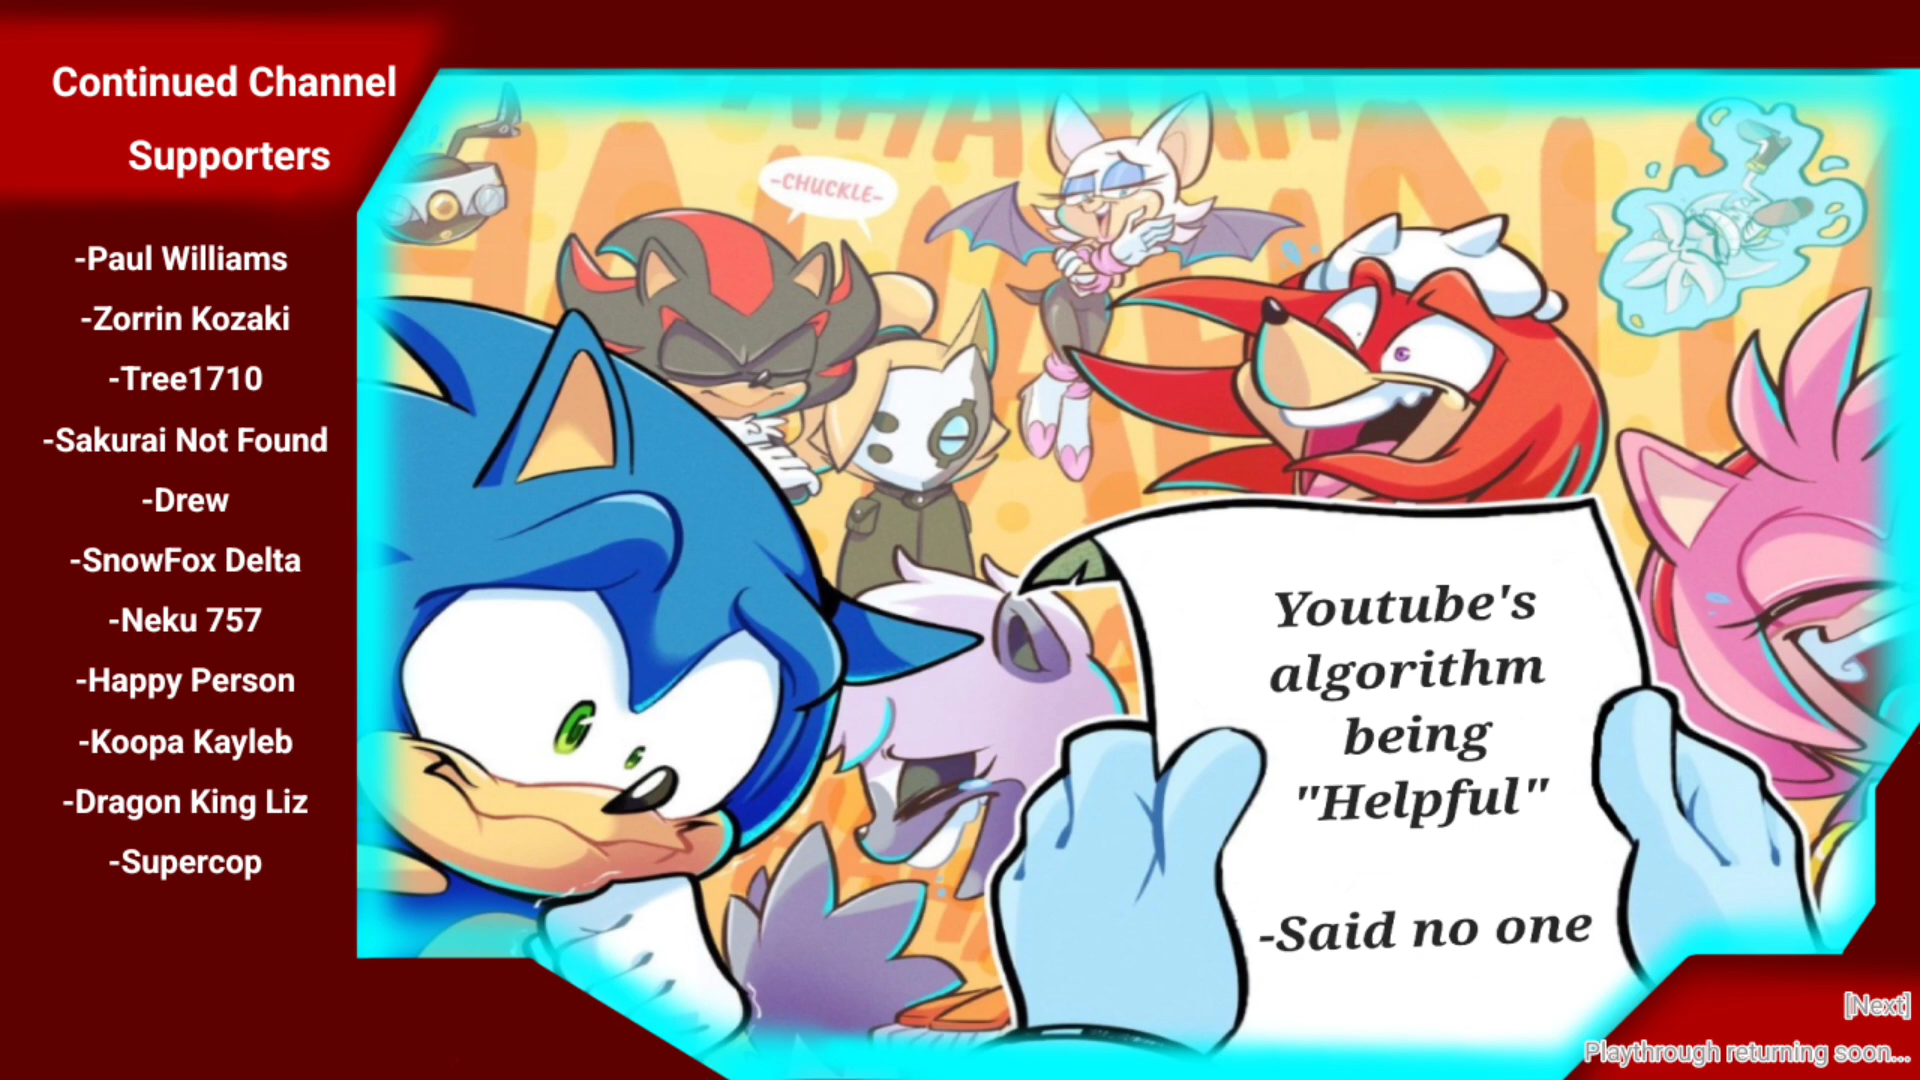 Continued Channel
Supporters
-Paul Williams
-Zorrin Kozaki
-Tree1710
-Sakurai Not Found
-Drew
-SnowFox Delta
-Neku 757
-Happy Person
-Koopa Kayleb
-Dragon King Liz
-Supercop
-CHUCKLE-
Youtube's
algorithm
being
"Helpful"
-Said no one
[Next]
Playthrough returning soon...